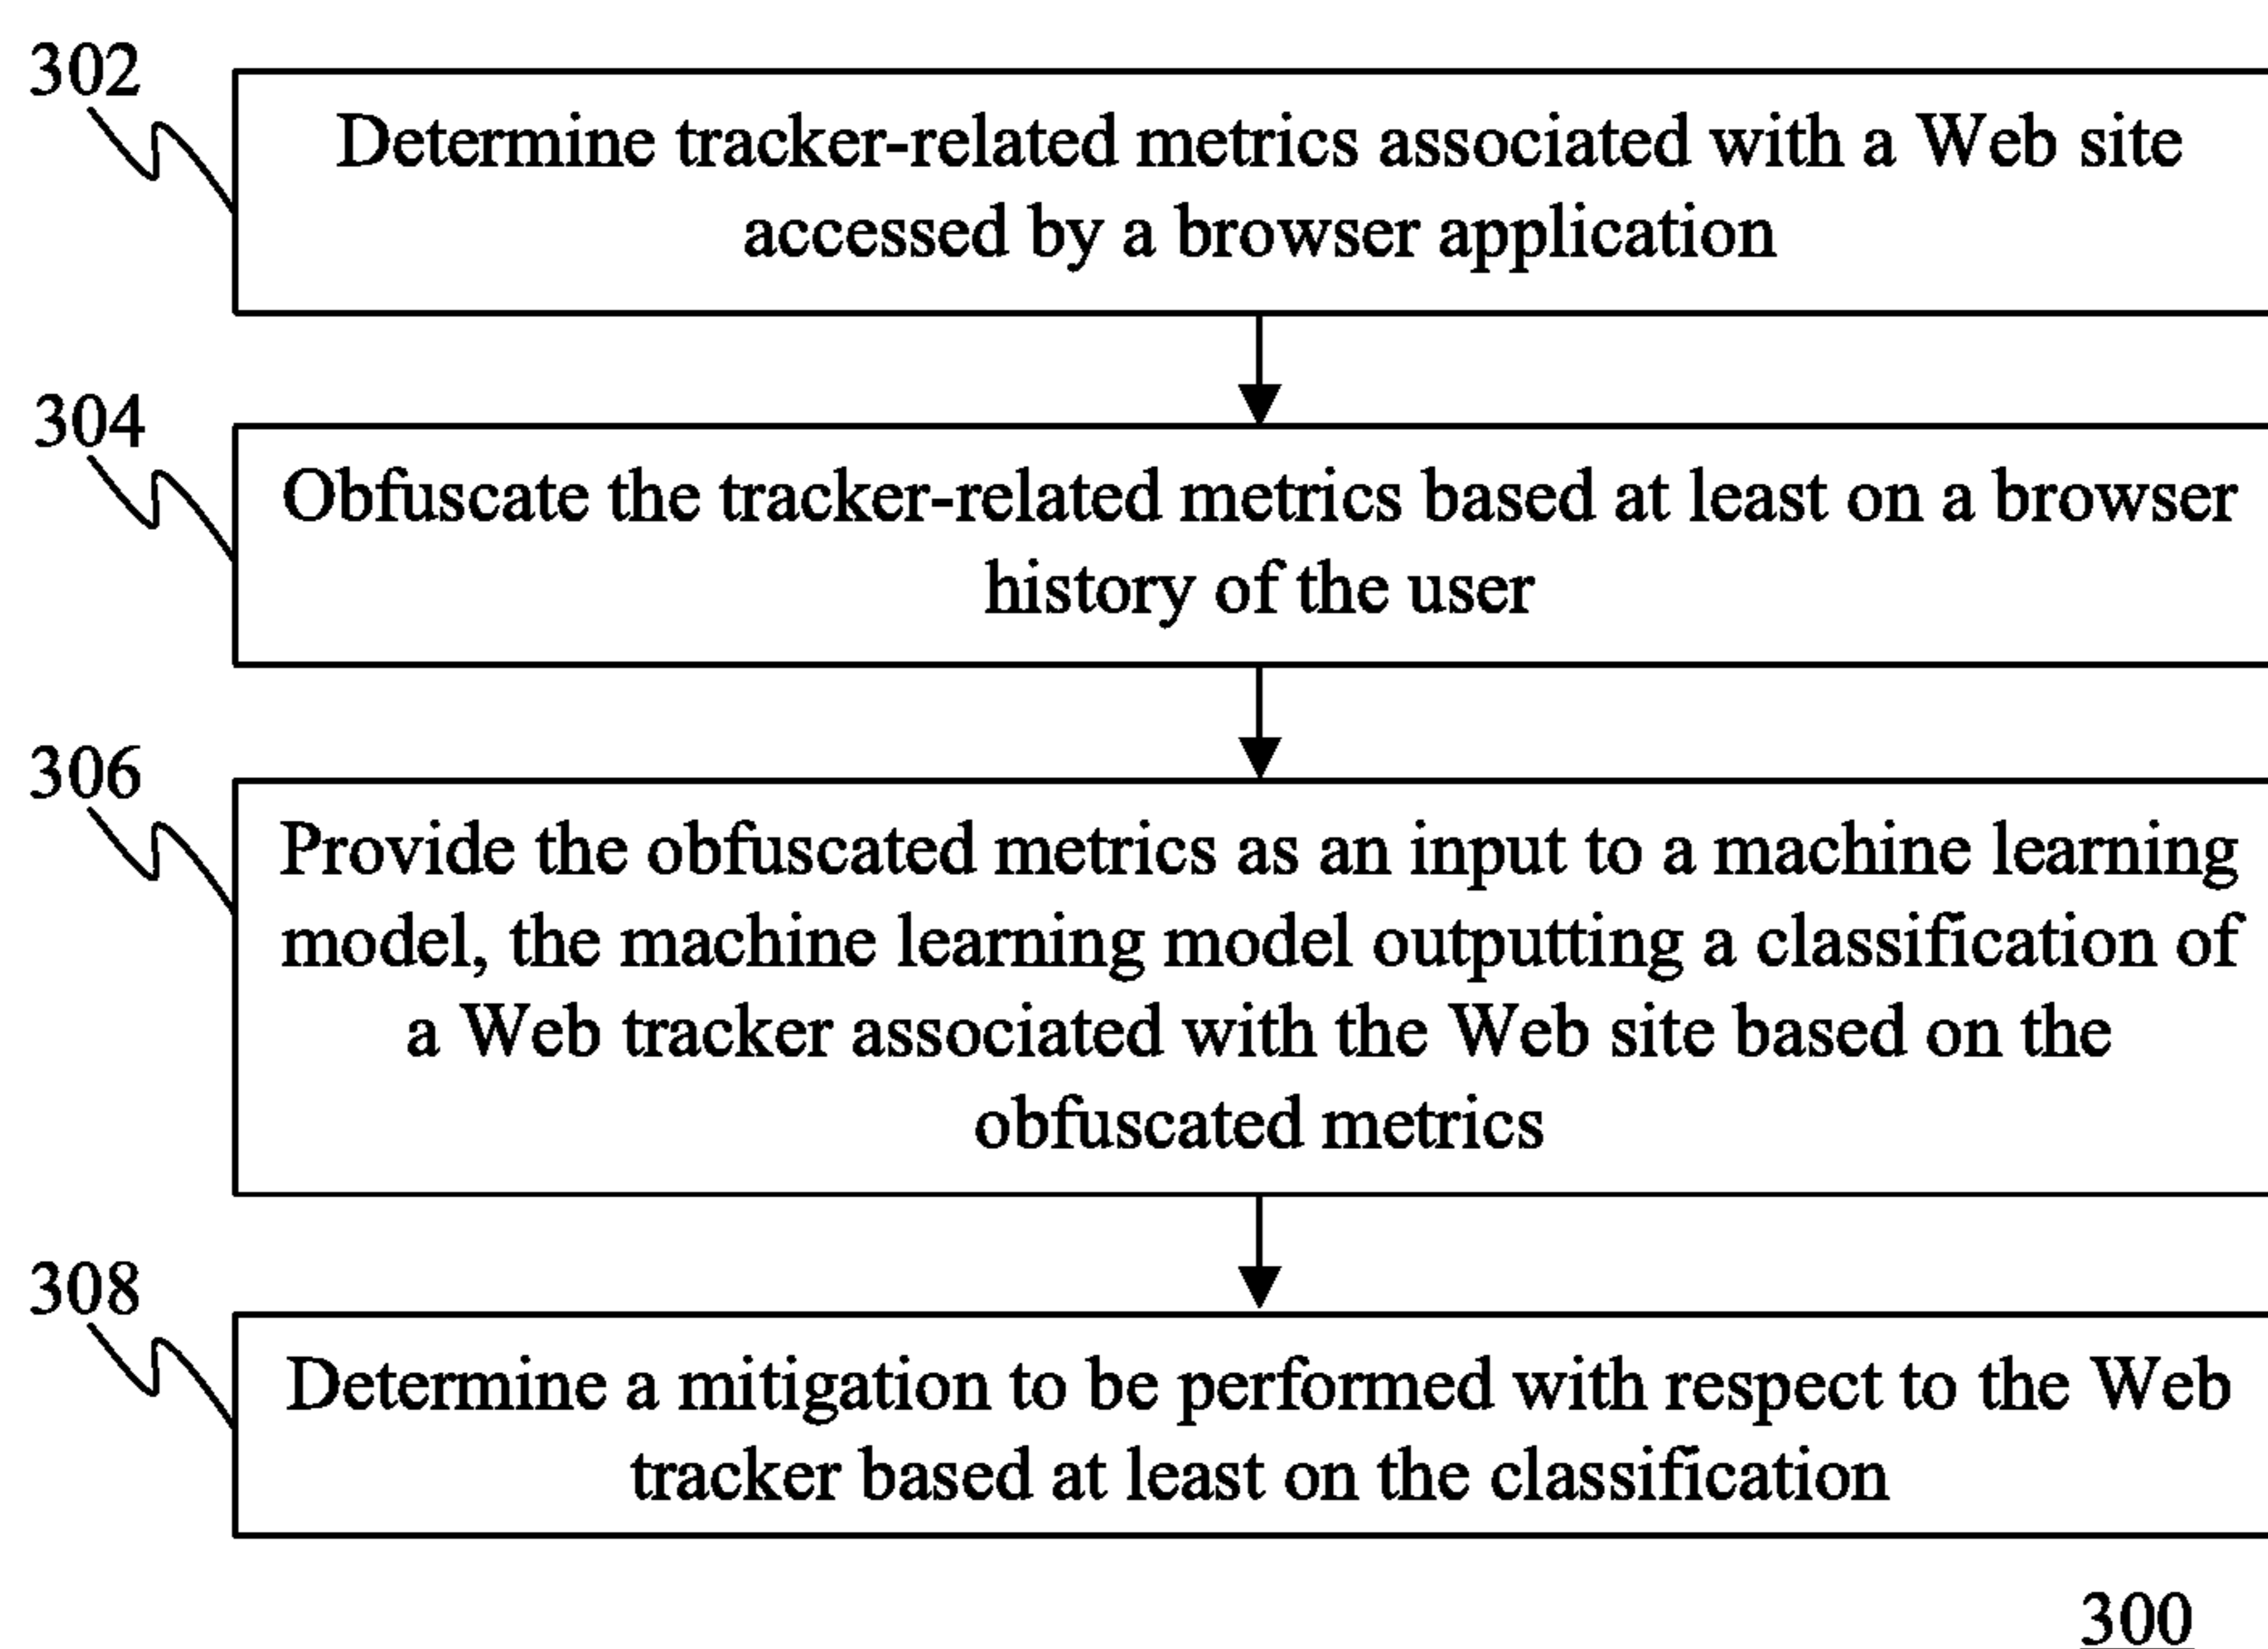 302
Determine tracker-related metrics associated with a Web site
accessed by a browser application
304
Obfuscate the tracker-related metrics based at least on a browser
history of the user
306
Provide the obfuscated metrics as an input to a machine learning
model, the machine learning model outputting a classification of
a Web tracker associated with the Web site based on the
obfuscated metrics
308
Determine a mitigation to be performed with respect to the Web
tracker based at least on the classification
300